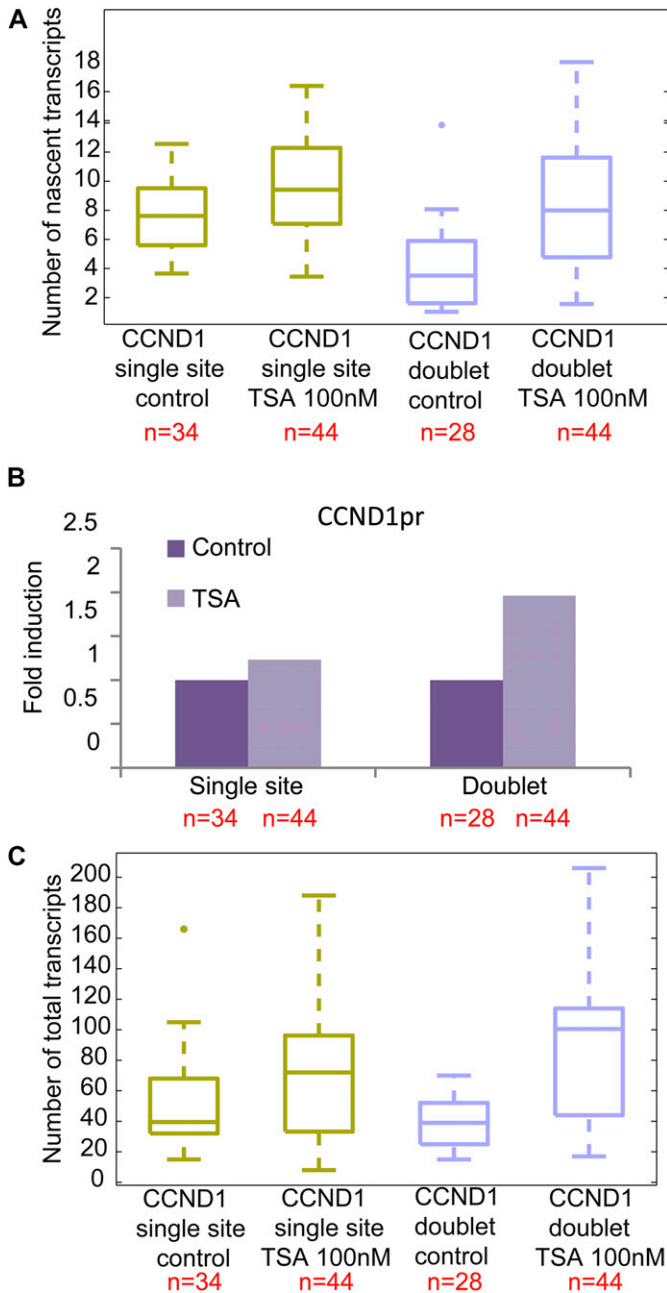 A
Number of nascent transcripts
18
16
14
12
10
8
6
4
2
CCND1 single site control
n=34
CCND1 single site TSA 100nM
n=44
CCND1 doublet control
n=28
CCND1 doublet TSA 100nM
n=44
B
CCND1pr
Fold induction
2.5
2
1.5
1
0.5
0
Control
TSA
Single site
Doublet
n=34 n=44
n=28 n=44
C
Number of total transcripts
200
180
160
140
120
100
80
60
40
20
0
CCND1 single site control
n=34
CCND1 single site TSA 100nM
n=44
CCND1 doublet control
n=28
CCND1 doublet TSA 100nM
n=44